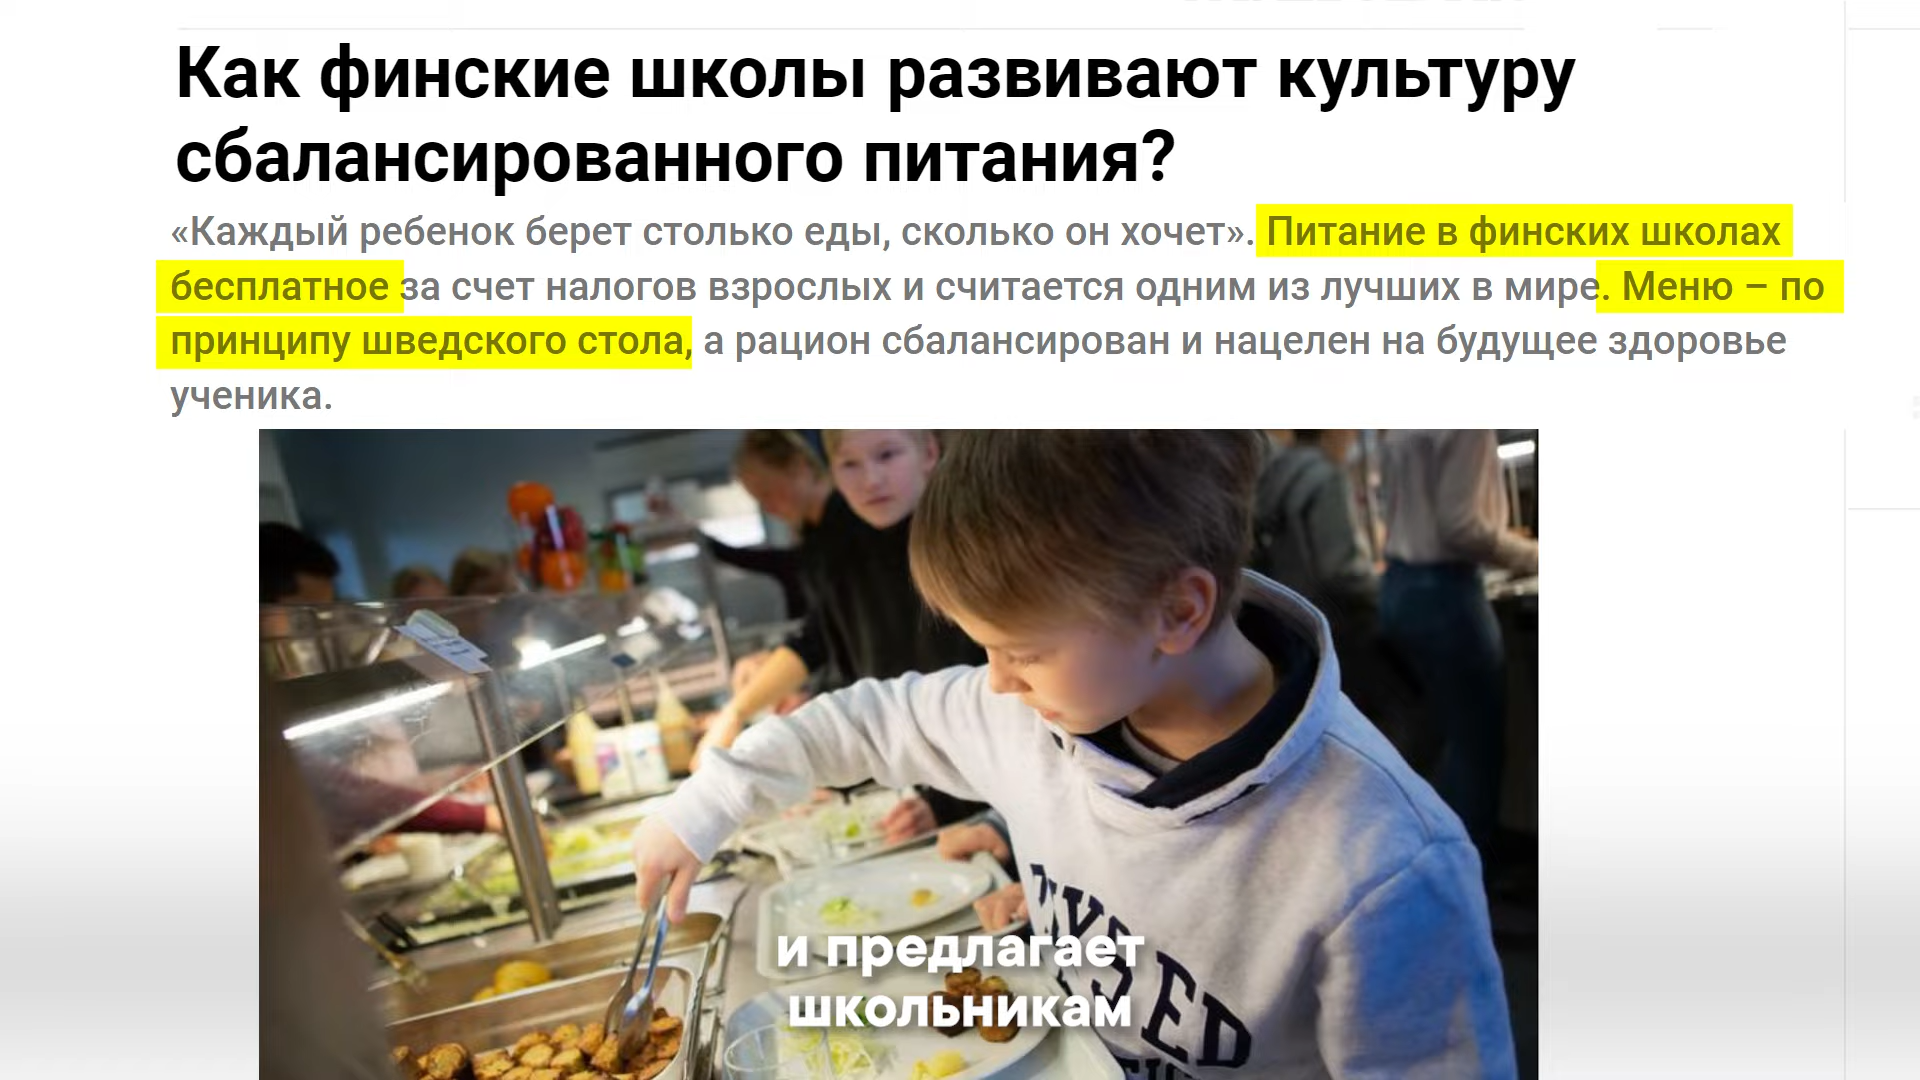 Как финские школы развивают культуру
сбалансированного питания?
«Каждый ребенок берет столько еды, сколько он хочет». Питание в финских школах
бесплатное за счет налогов взрослых и считается одним из лучших в мире. Меню – по
принципу шведского стола, а рацион сбалансирован и нацелен на будущее здоровье
ученика.
и предлагает
школьникам